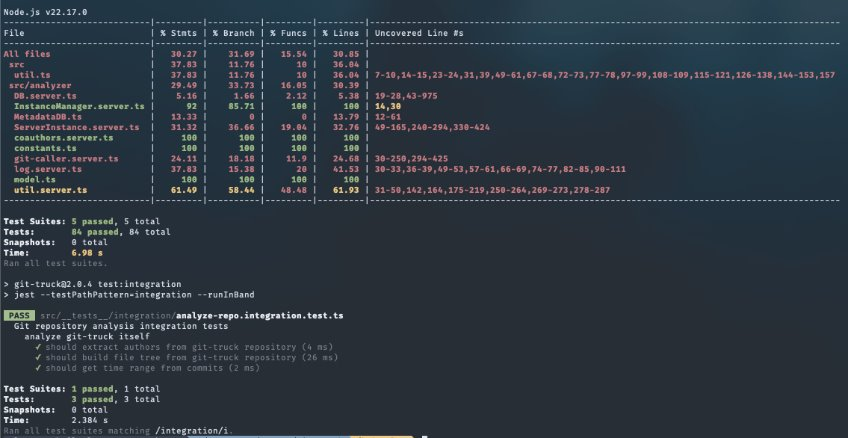 Node.js v22.17.0
----------------------------|---------|----------|---------|---------|----------------------------------------------------------------------------------------
File                        | % Stmts | % Branch | % Funcs | % Lines | Uncovered Line #s
----------------------------|---------|----------|---------|---------|----------------------------------------------------------------------------------------
All files                   |   30.27 |    31.69 |   15.54 |   30.85 |
 src                        |   37.83 |    11.76 |      10 |   36.04 |
  util.ts                   |   37.83 |    11.76 |      10 |   36.04 | 7-10,14-15,23-24,31,39,49-61,67-68,72-73,77-78,97-99,108-109,115-121,126-138,144-153,157
 src/analyzer               |   29.49 |    33.73 |   16.05 |   30.39 |
  DB.server.ts              |    5.16 |     1.66 |    2.12 |    5.38 | 19-28,43-975
  InstanceManager.server.ts |      92 |    85.71 |     100 |     100 | 14,30
  MetadataDB.ts             |   13.33 |        0 |       0 |   13.79 | 12-61
  ServerInstance.server.ts  |   31.32 |    36.66 |   19.04 |   32.76 | 49-165,240-294,330-424
  coauthors.server.ts       |     100 |      100 |     100 |     100 |
  constants.ts              |     100 |      100 |     100 |     100 |
  git-caller.server.ts      |   24.11 |    18.18 |    11.9 |   24.68 | 30-250,294-425
  log.server.ts             |   37.83 |    15.38 |      20 |   41.53 | 30-33,36-39,49-53,57-61,66-69,74-77,82-85,90-111
  model.ts                  |     100 |      100 |     100 |     100 |
  util.server.ts            |   61.49 |    58.44 |   48.48 |   61.93 | 31-50,142,164,175-219,250-264,269-273,278-287
----------------------------|---------|----------|---------|---------|----------------------------------------------------------------------------------------
Test Suites: 5 passed, 5 total
Tests:       84 passed, 84 total
Snapshots:   0 total
Time:        6.98 s
Ran all test suites.
> git-truck@2.0.4 test:integration
> jest --testPathPattern=integration --runInBand
PASS src/__tests__/integration/analyze-repo.integration.test.ts
  Git repository analysis integration tests
    analyze git-truck itself
      ✓ should extract authors from git-truck repository (4 ms)
      ✓ should build file tree from git-truck repository (26 ms)
      ✓ should get time range from commits (2 ms)
Test Suites: 1 passed, 1 total
Tests:       3 passed, 3 total
Snapshots:   0 total
Time:        2.384 s
Ran all test suites matching /integration/i.